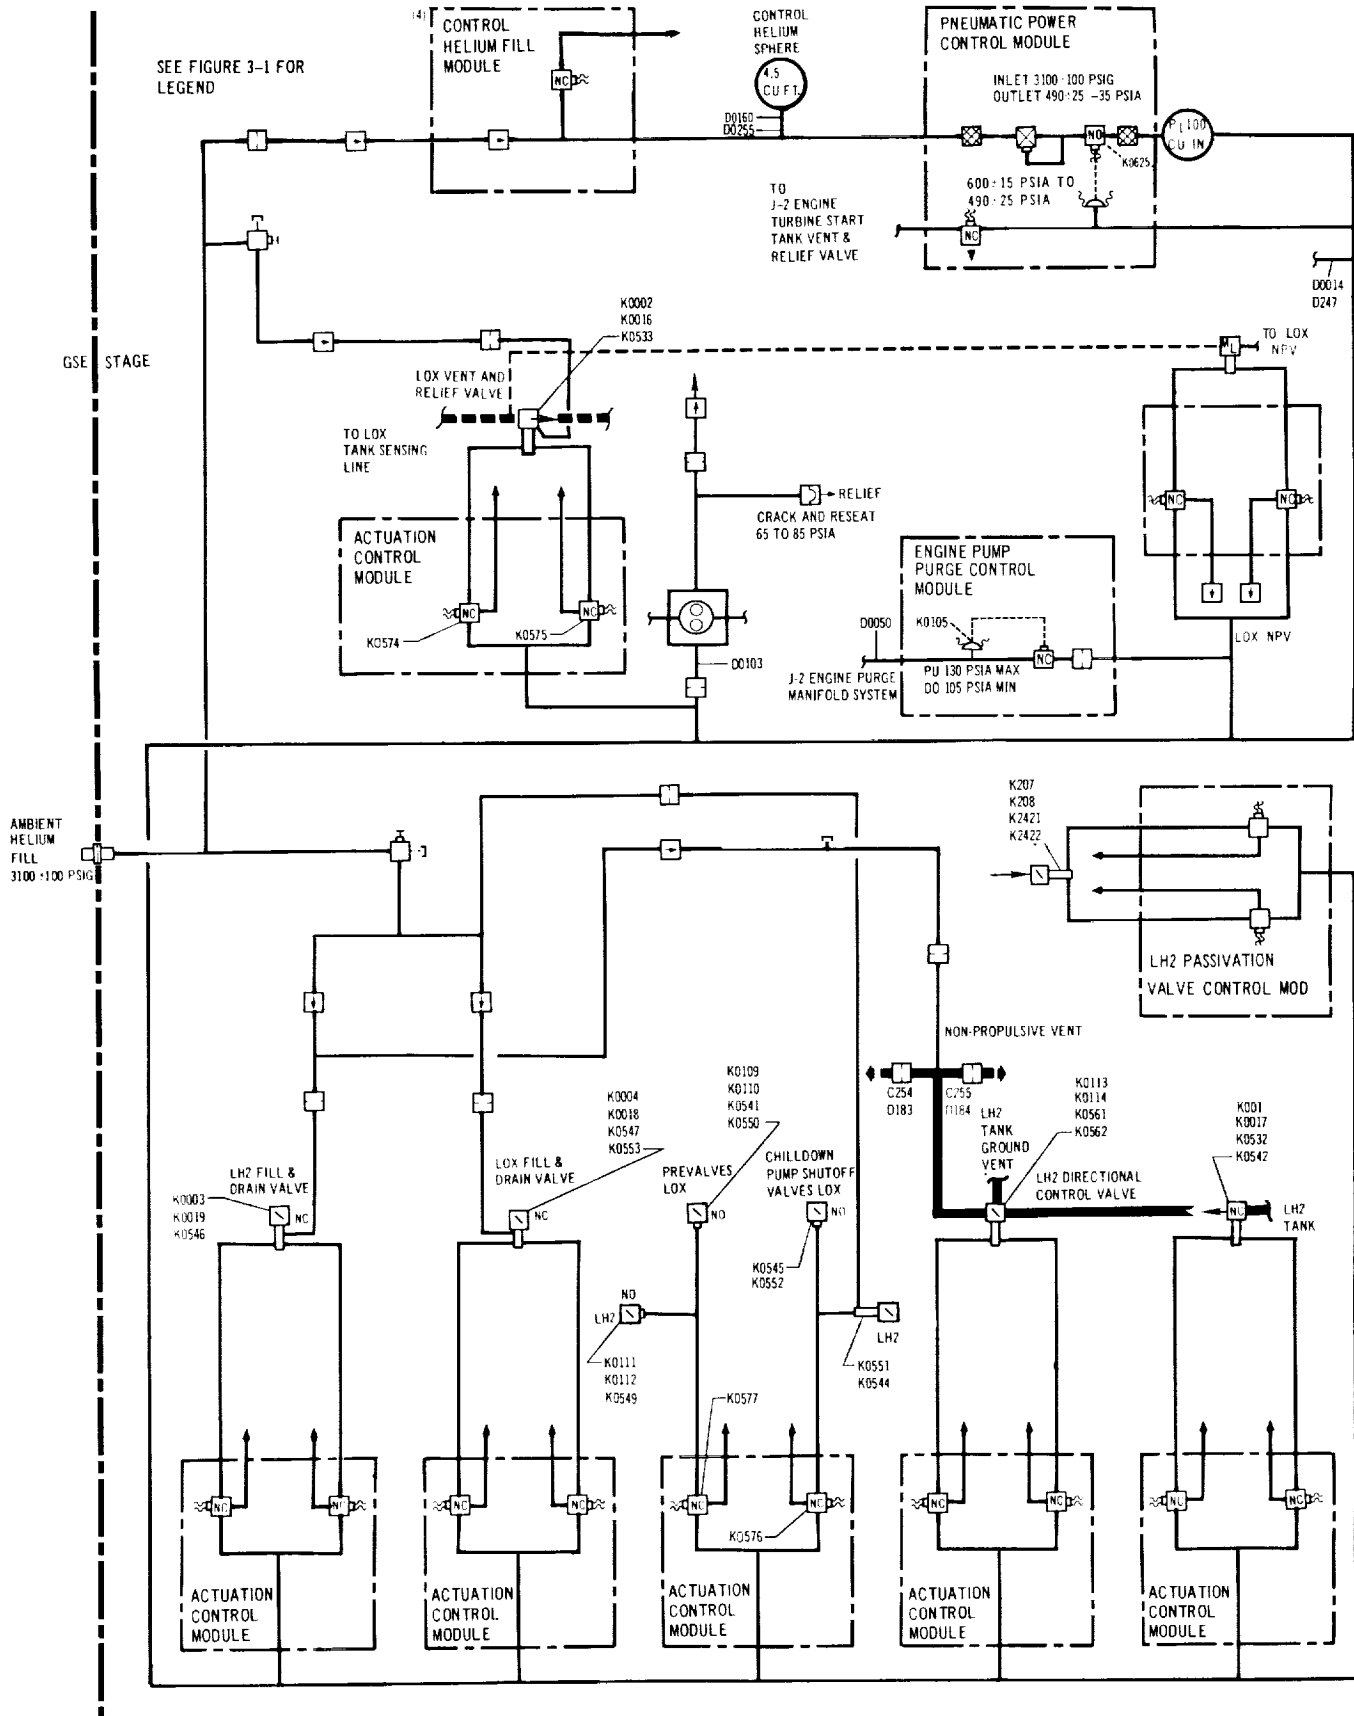 (4)
CONTROL
HELIUM FILL
MODULE
NC
SEE FIGURE 3-1 FOR
LEGEND
CONTROL
HELIUM
SPHERE
4.5
CU FT.
D0160
D0255
PNEUMATIC POWER
CONTROL MODULE
INLET 3100±100 PSIG
OUTLET 490+25 -35 PSIA
NO
K0625
100
CU IN
600±15 PSIA TO
490±25 PSIA
NC
TO
J-2 ENGINE
TURBINE START
TANK VENT &
RELIEF VALVE
D0014
D247
GSE STAGE
K0002
K0016
K0533
LOX VENT AND
RELIEF VALVE
TO LOX
TANK SENSING
LINE
ML
TO LOX
NPV
NC
NC
LOX NPV
RELIEF
CRACK AND RESEAT
65 TO 85 PSIA
ACTUATION
CONTROL
MODULE
NC
NC
K0574
K0575
D0103
ENGINE PUMP
PURGE CONTROL
MODULE
D0050
K0105
NC
PU 130 PSIA MAX
DO 105 PSIA MIN
J-2 ENGINE PURGE
MANIFOLD SYSTEM
AMBIENT
HELIUM
FILL
3100±100 PSIG
K207
K208
K2421
K2422
LH2 PASSIVATION
VALVE CONTROL MOD
NON-PROPULSIVE VENT
C254
D183
C255
D184
LH2
TANK
GROUND
VENT
K0113
K0114
K0561
K0562
LH2 DIRECTIONAL
CONTROL VALVE
K001
K0017
K0532
K0542
NC
LH2
TANK
LH2 FILL &
DRAIN VALVE
K0003
K0019
K0546
NC
K0004
K0018
K0547
K0553
LOX FILL &
DRAIN VALVE
NC
K0109
K0110
K0541
K0550
PREVALVES
LOX
NO
CHILLDOWN
PUMP SHUTOFF
VALVES LOX
NO
K0545
K0552
NO
LH2
K0111
K0112
K0549
LH2
K0551
K0544
K0577
K0576
NC
NC
NC
NC
NC
NC
NC
NC
NC
NC
ACTUATION
CONTROL
MODULE
ACTUATION
CONTROL
MODULE
ACTUATION
CONTROL
MODULE
ACTUATION
CONTROL
MODULE
ACTUATION
CONTROL
MODULE